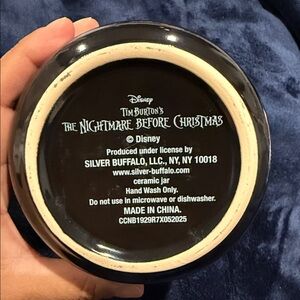 Disney
TIM BURTON'S
THE NIGHTMARE BEFORE CHRISTMAS
© Disney
Produced under license by
SILVER BUFFALO, LLC., NY, NY 10018
www.silver-buffalo.com
ceramic jar
Hand Wash Only.
Do not use in microwave or dishwasher.
MADE IN CHINA.
CCNB1929R7X052025